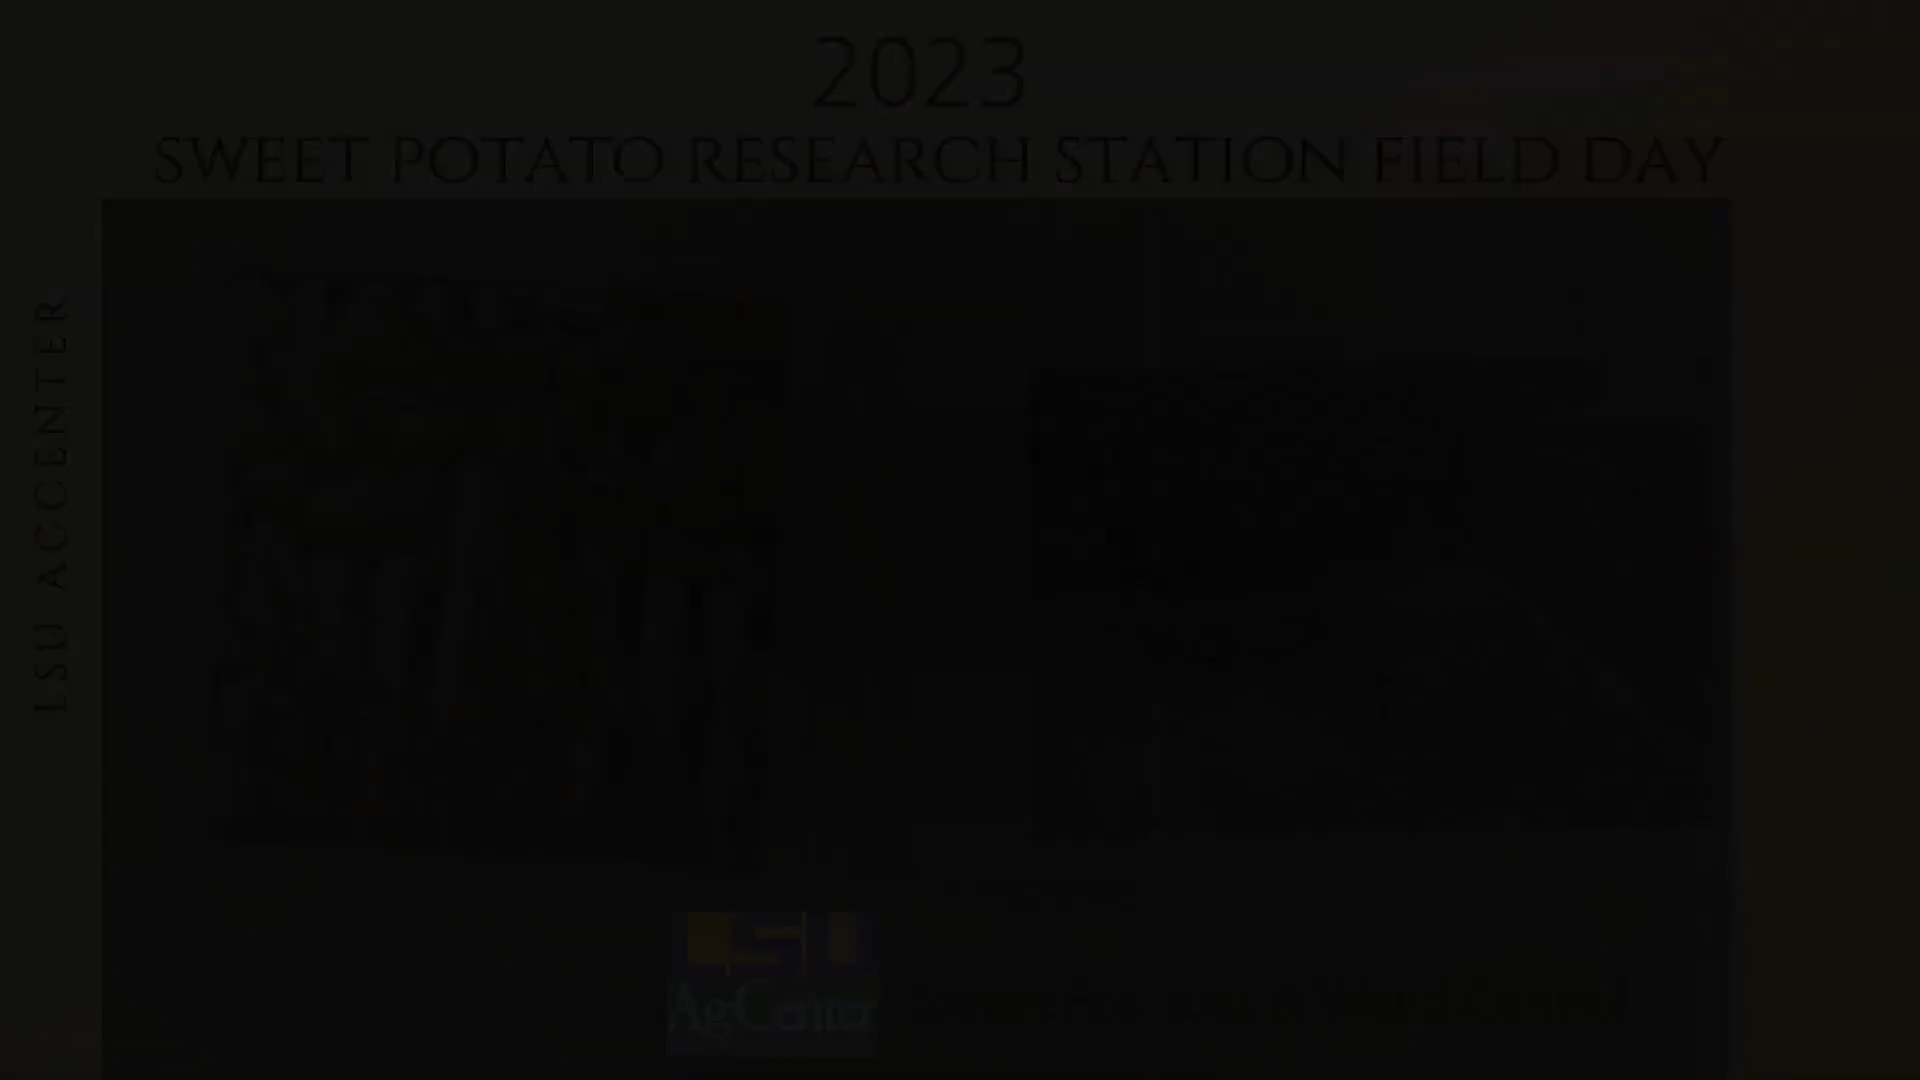 2023
SWEET POTATO RESEARCH STATION FIELD DAY
LSU AGCENTER
LSU
AgCenter